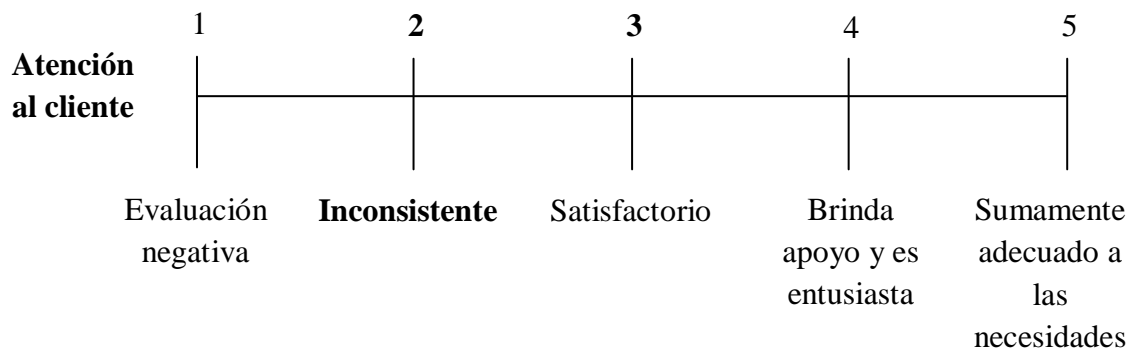 1 2 3 4 5
Atención
al cliente
Evaluación
negativa
Inconsistente
Satisfactorio
Brinda
apoyo y es
entusiasta
Sumamente
adecuado a
las
necesidades